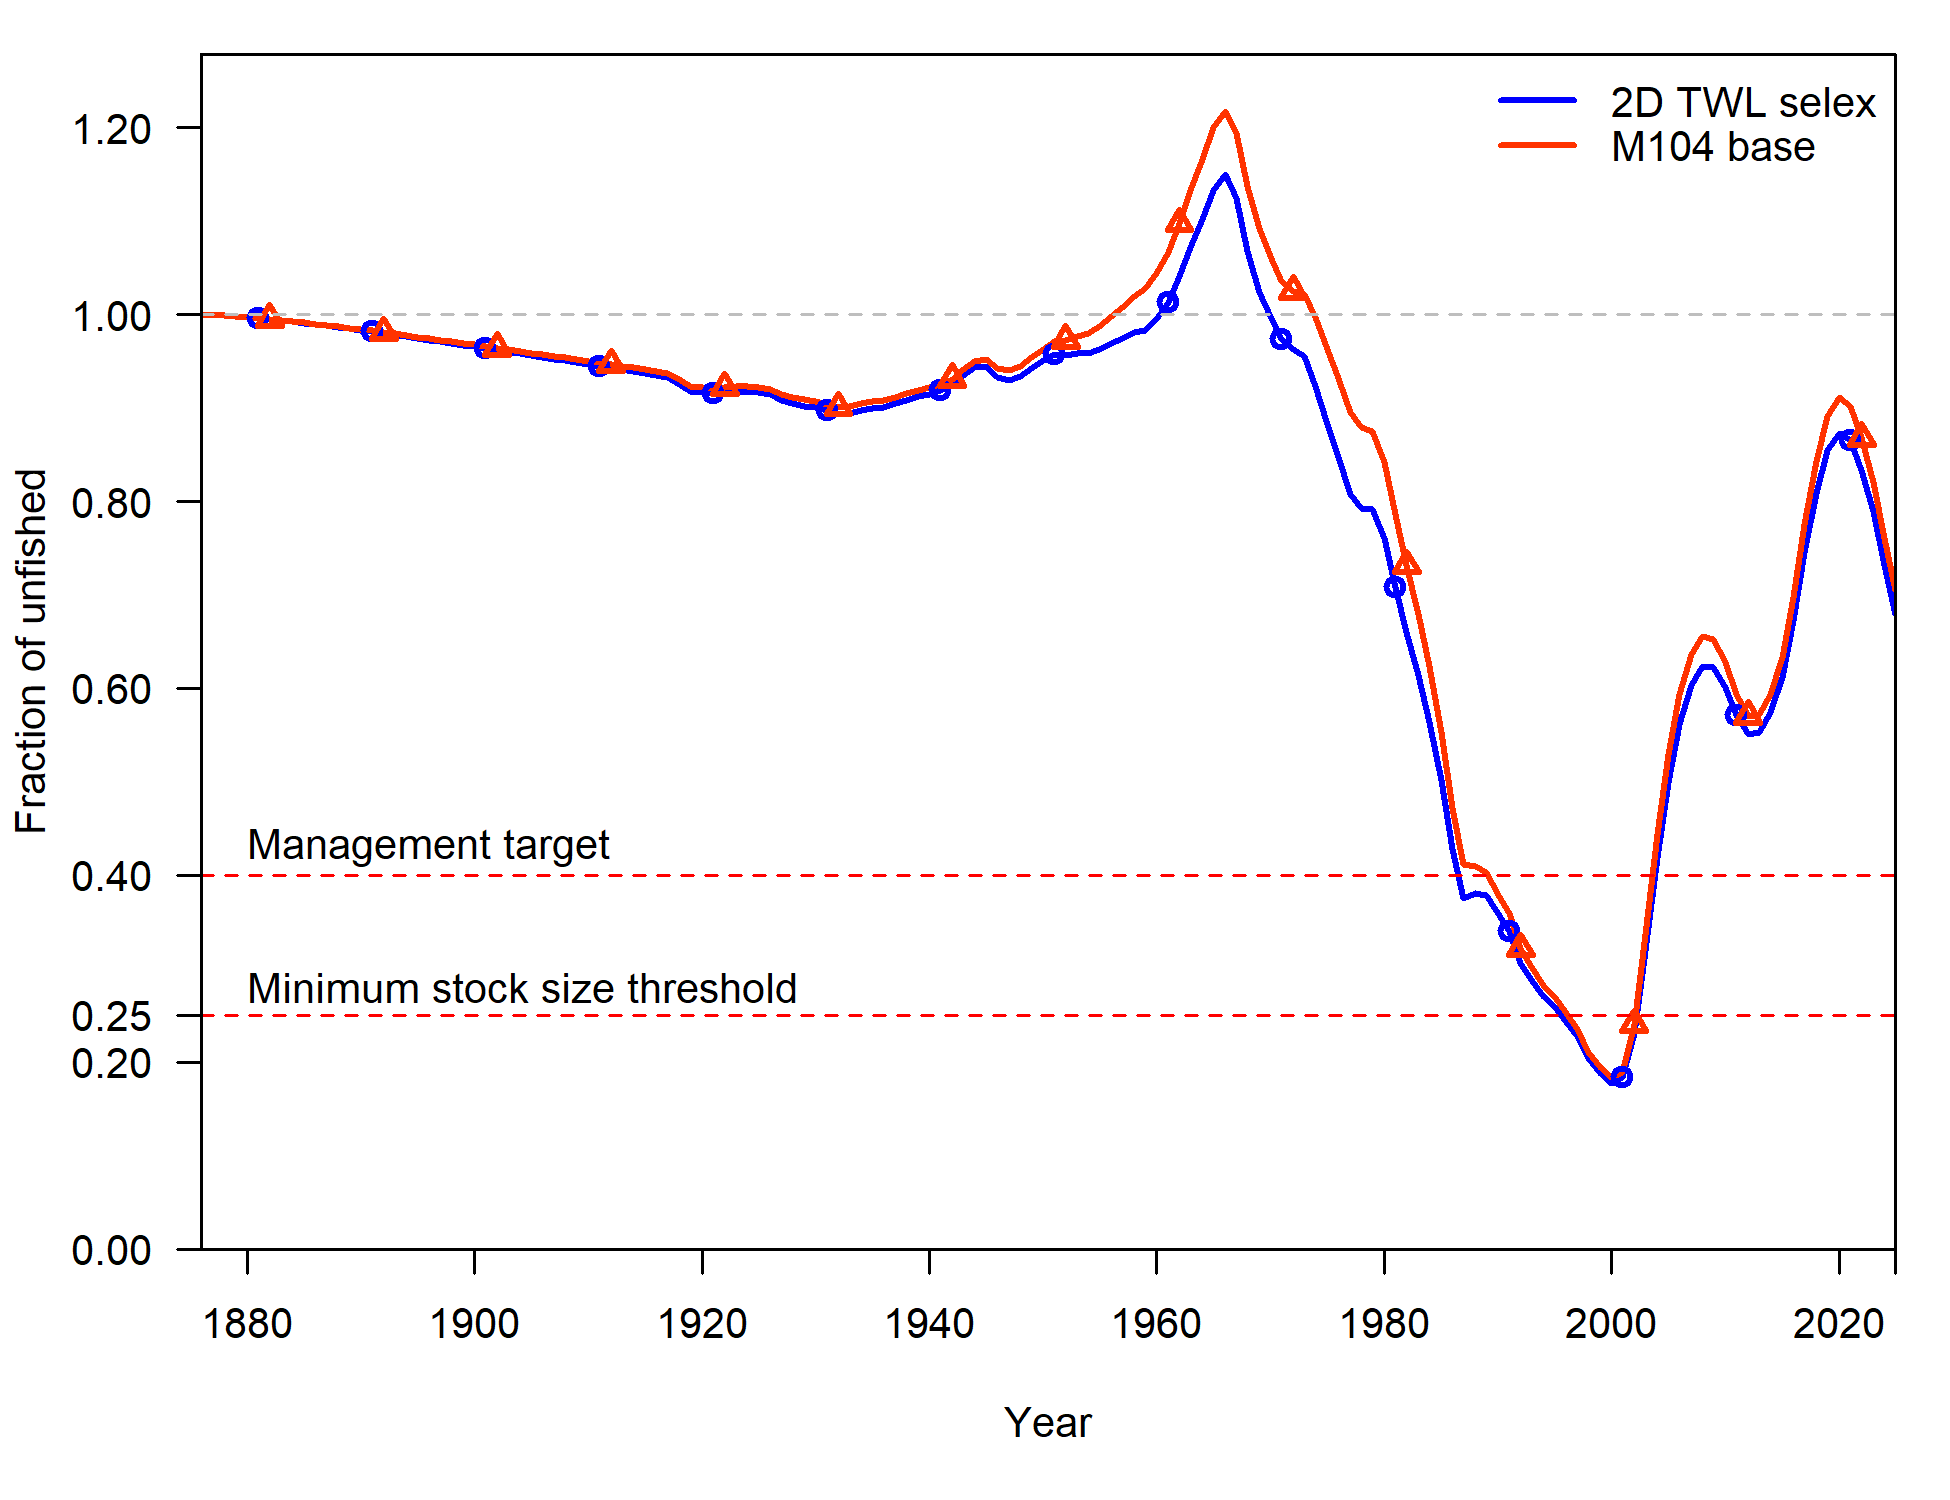 2D TWL selex
M104 base
1.20
1.00
0.80
0.60
0.40
0.25
0.20
0.00
Fraction of unfished
Management target
Minimum stock size threshold
1880 1900 1920 1940 1960 1980 2000 2020
Year